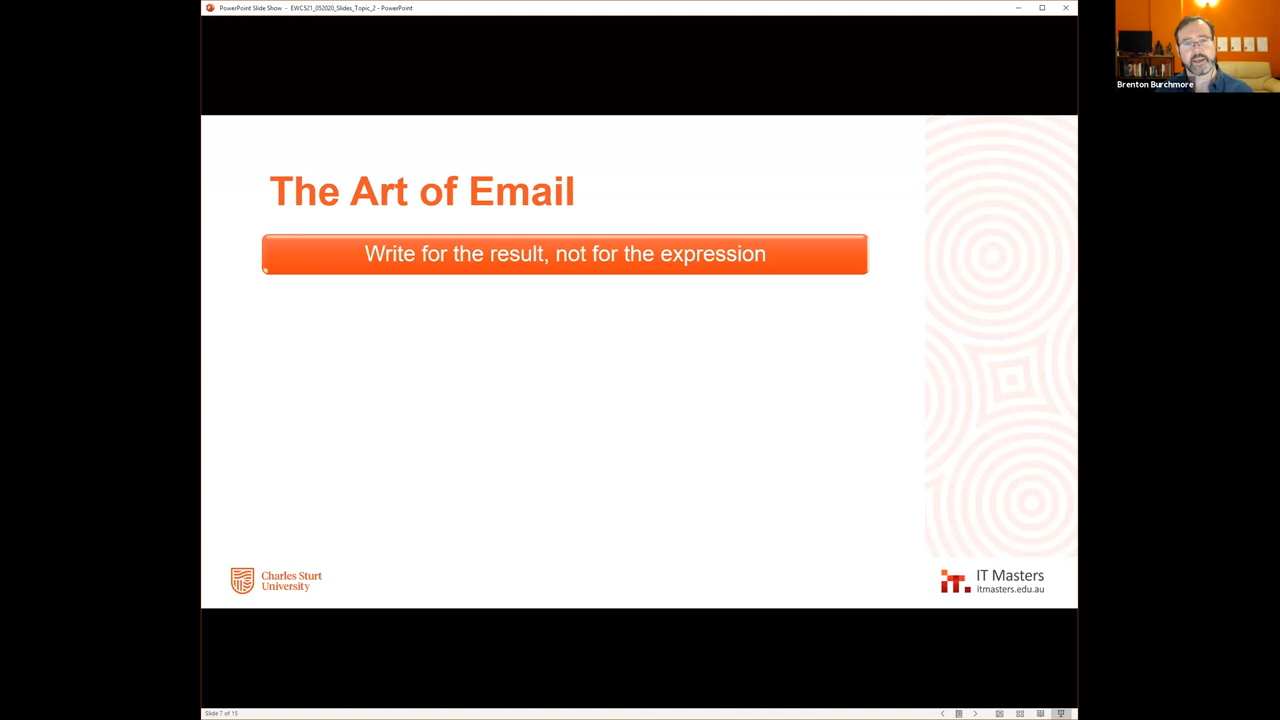 PowerPoint Slide Show - EWC521_052020_Slides_Topic_2 - PowerPoint
Brenton Burchmore
The Art of Email
Write for the result, not for the expression
Charles Sturt
University
IT Masters
itmasters.edu.au
Slide 7 of 15